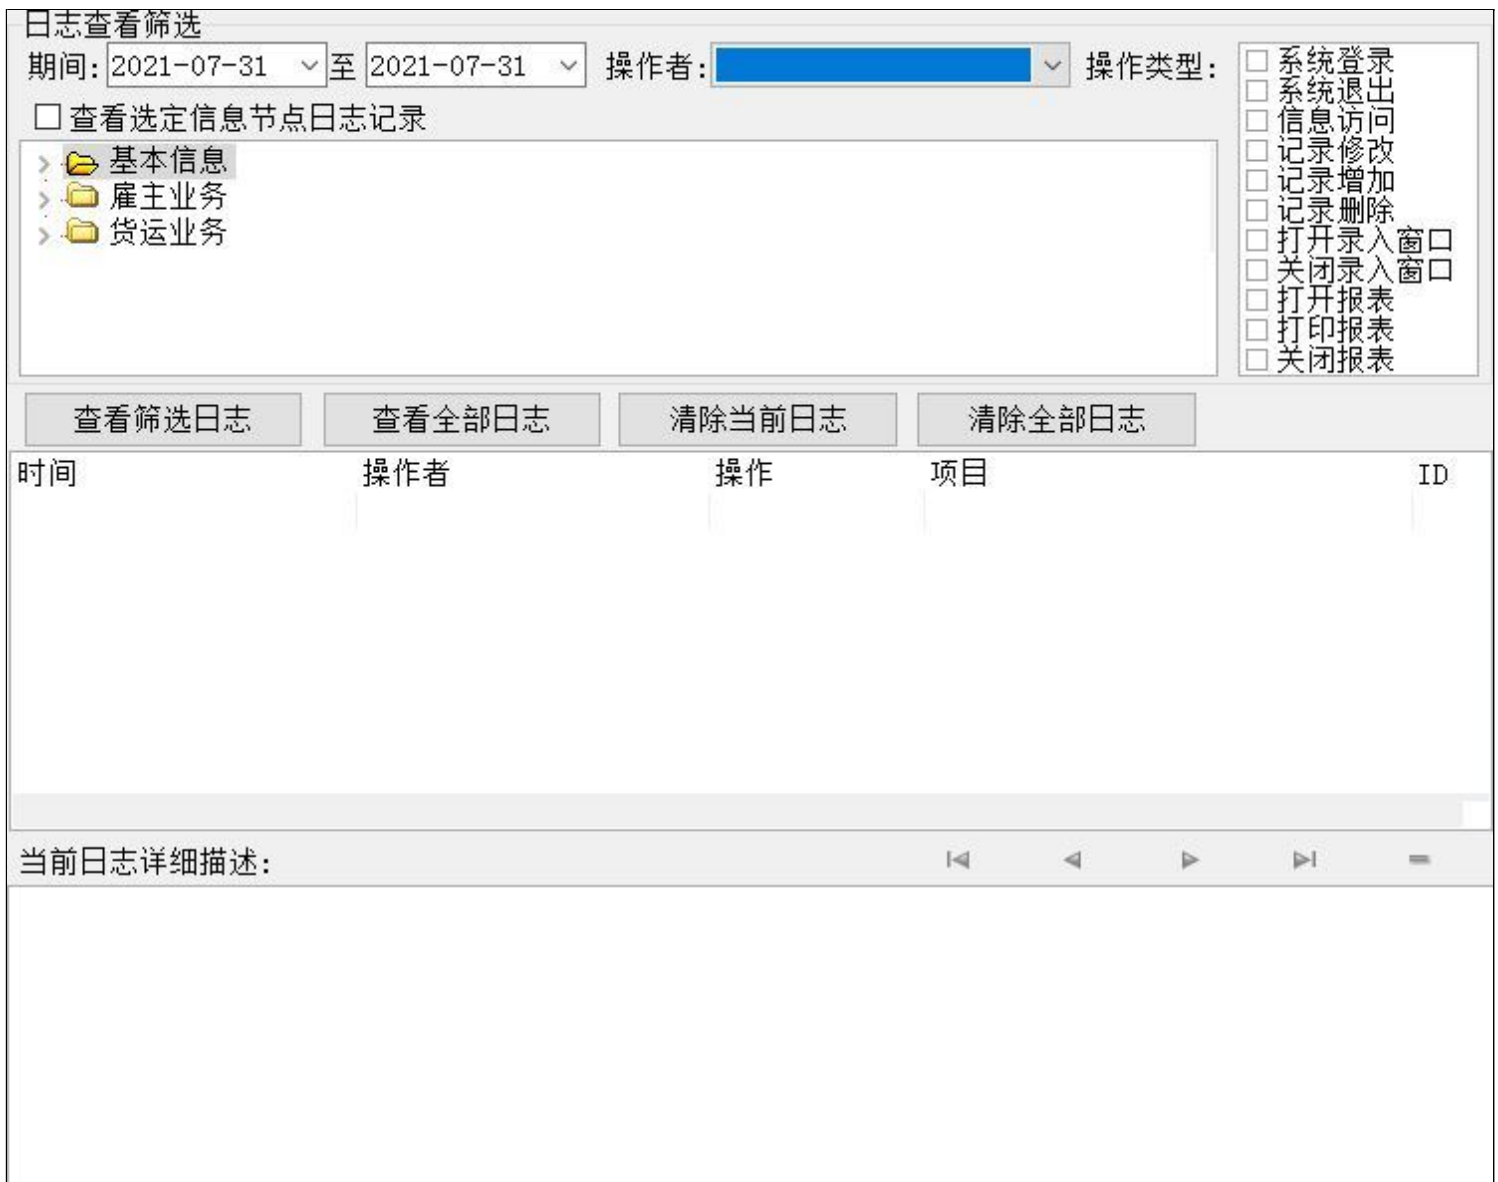 日志查看筛选
期间: 2021-07-31 至 2021-07-31 操作者: 操作类型:
系统登录
系统退出
信息访问
记录修改
记录增加
记录删除
打开录入窗口
关闭录入窗口
打开报表
打印报表
关闭报表
查看选定信息节点日志记录
基本信息
雇主业务
货运业务
查看筛选日志 查看全部日志 清除当前日志 清除全部日志
时间 操作者 操作 项目 ID
当前日志详细描述: